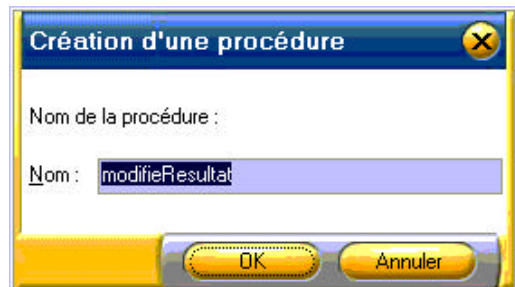 Création d'une procédure
Nom de la procédure :
Nom : modifieResultat
OK Annuler